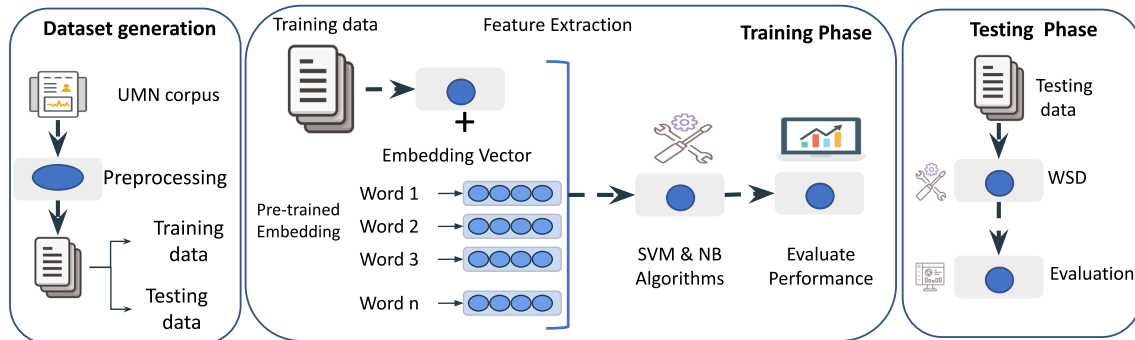 Dataset generation
UMN corpus
Preprocessing
Training
data
Testing
data
Training data
Feature Extraction
Training Phase
+
Embedding Vector
Pre-trained
Embedding
Word 1
Word 2
Word 3
Word n
SVM & NB
Algorithms
Evaluate
Performance
Testing Phase
Testing
data
WSD
Evaluation